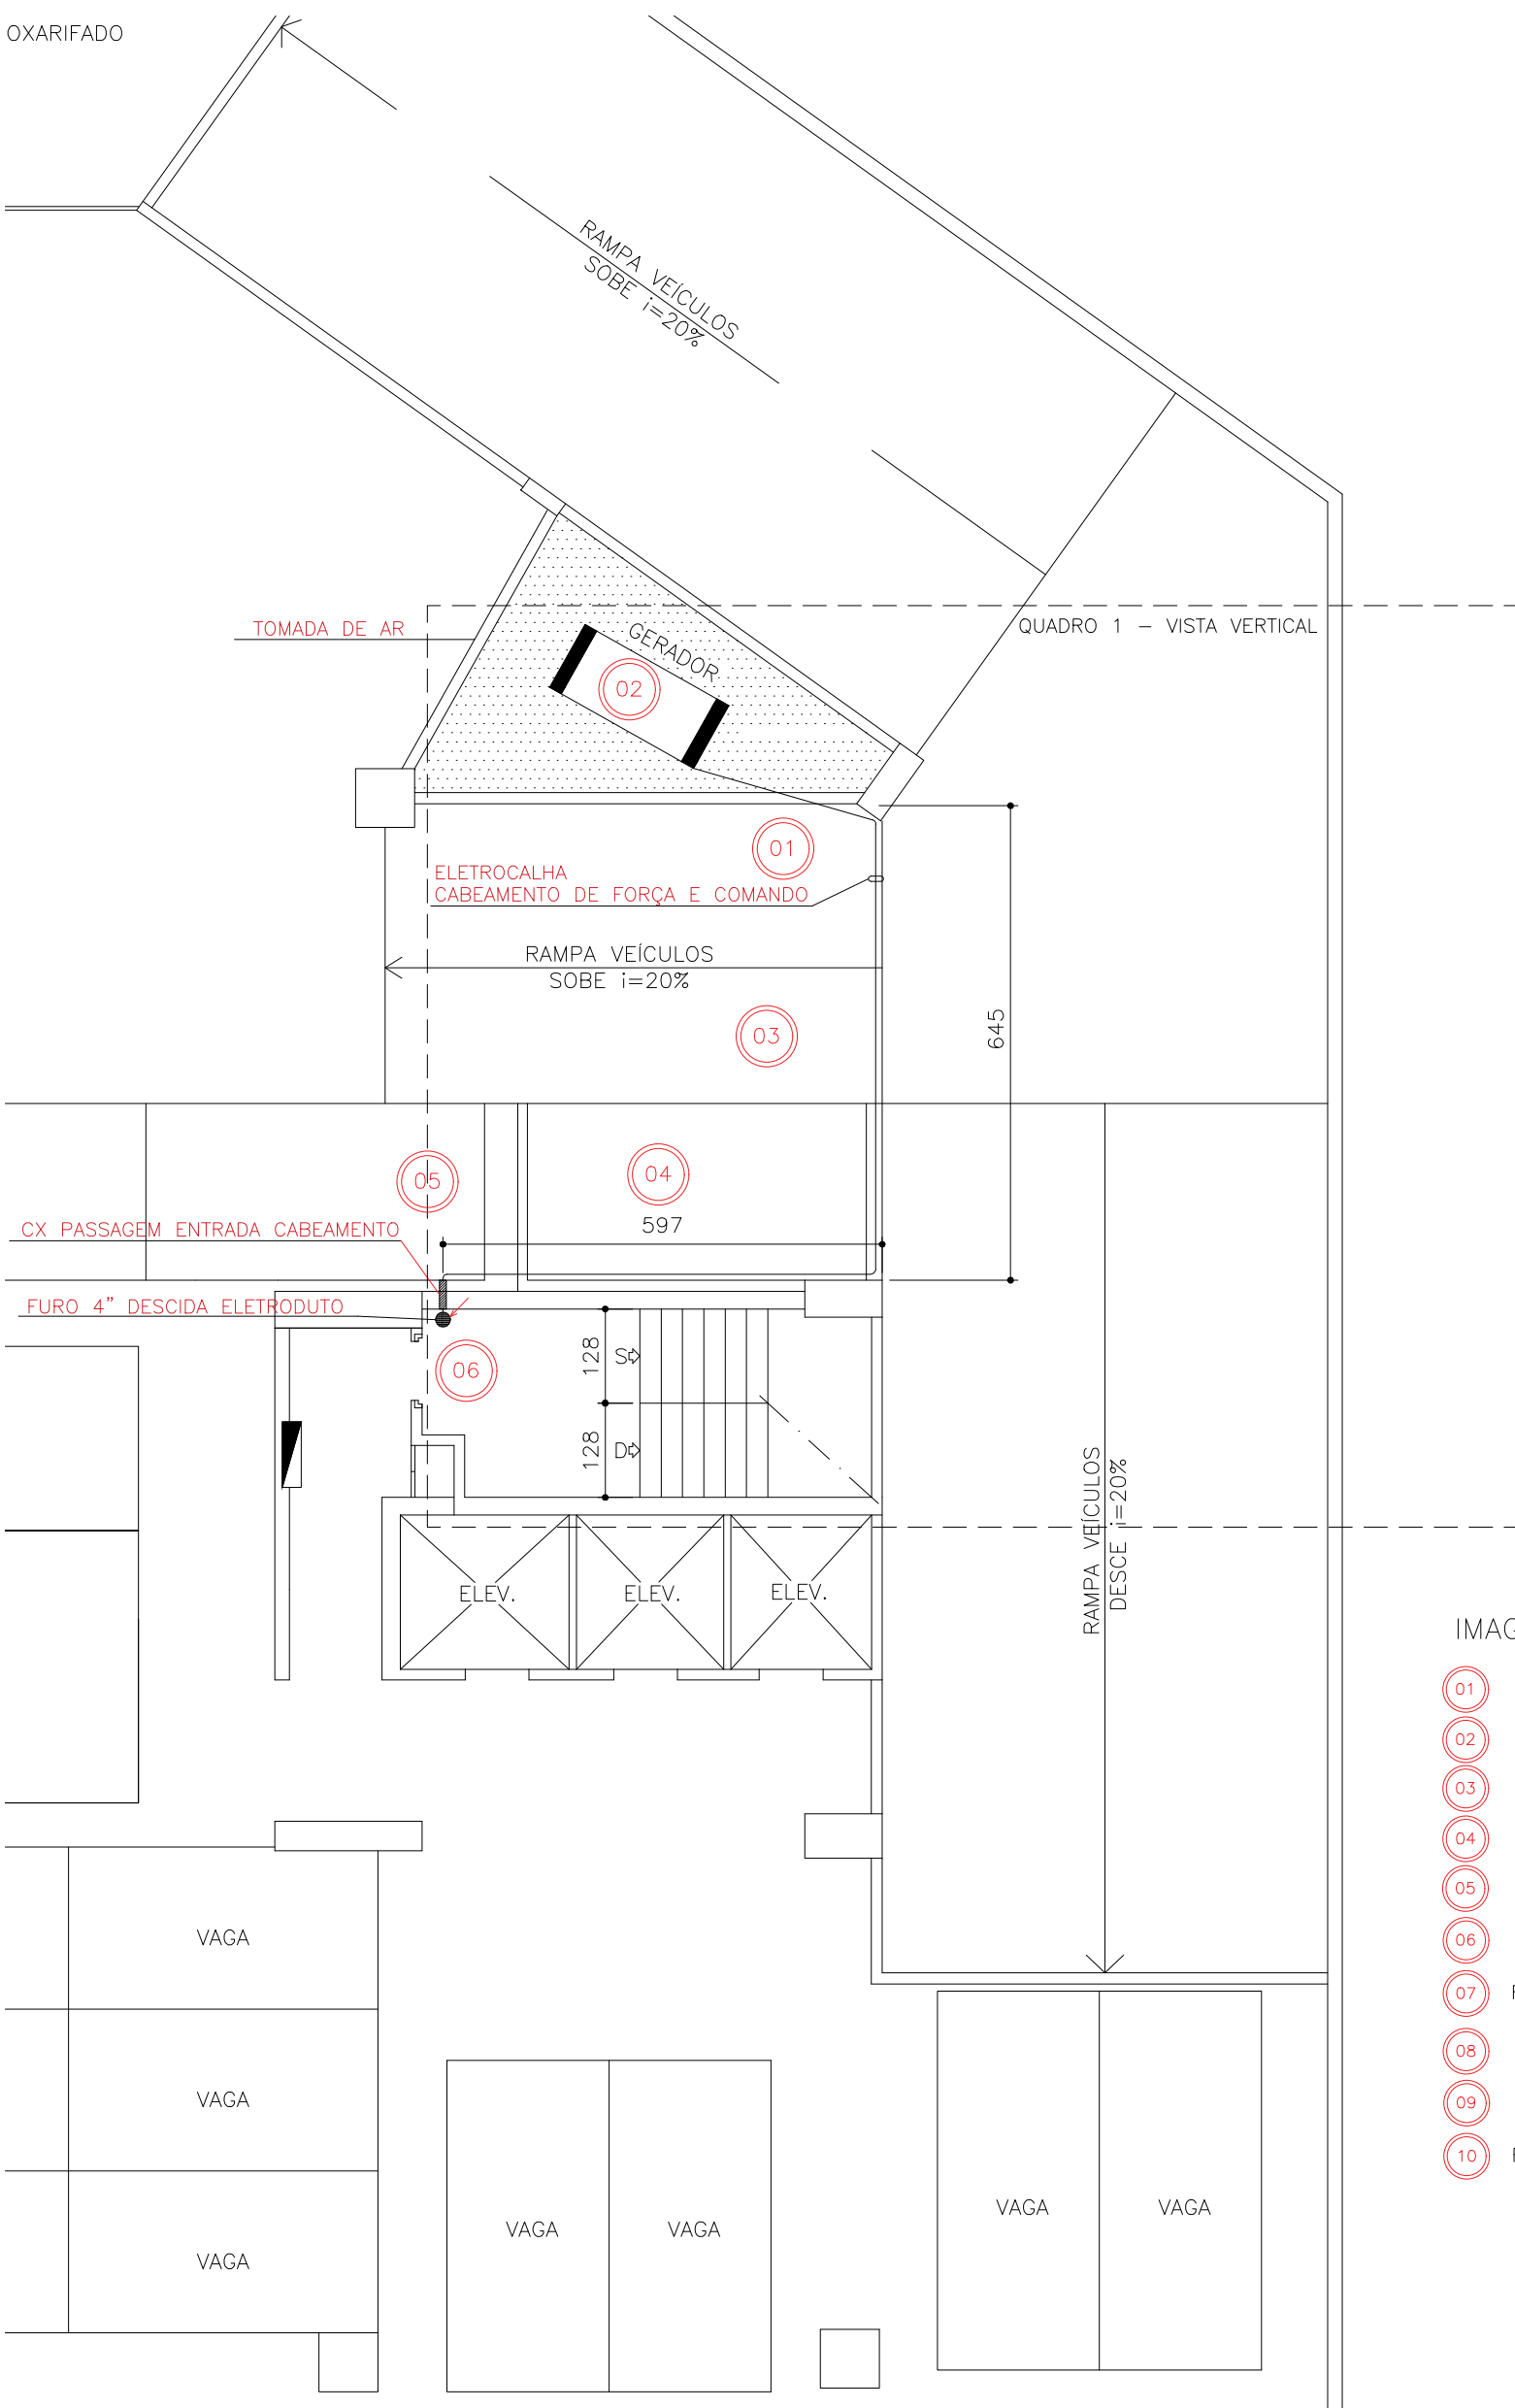 OXARIFADO
RAMPA VEÍCULOS
SOBE i=20%
TOMADA DE AR
GERADOR
02
QUADRO 1 – VISTA VERTICAL
01
ELETROCALHA
CABEAMENTO DE FORÇA E COMANDO
RAMPA VEÍCULOS
SOBE i=20%
03
645
05
04
CX PASSAGEM ENTRADA CABEAMENTO
597
FURO 4” DESCIDA ELETRODUTO
06
128
S
128
D
RAMPA VEÍCULOS
DESCE i=20%
ELEV.
ELEV.
ELEV.
IMAG
01
02
03
04
05
06
07
08
09
10
VAGA
VAGA
VAGA
VAGA
VAGA
VAGA
VAGA